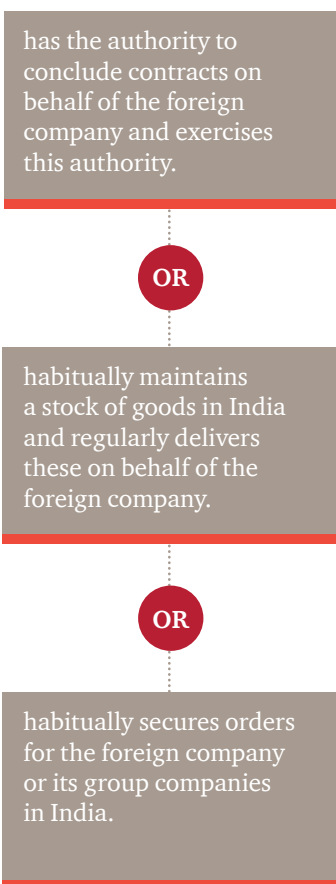 has the authority to
conclude contracts on
behalf of the foreign
company and exercises
this authority.
OR
habitually maintains
a stock of goods in India
and regularly delivers
these on behalf of the
foreign company.
OR
habitually secures orders
for the foreign company
or its group companies
in India.